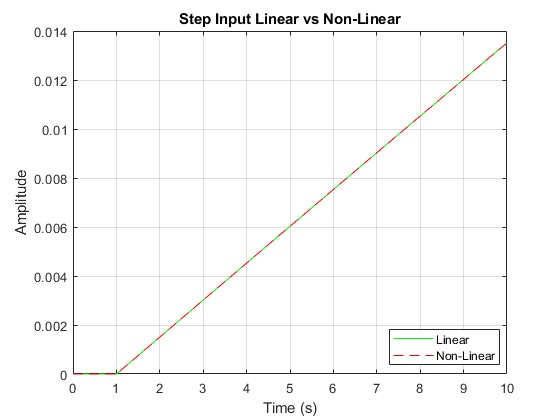 Step Input Linear vs Non-Linear
0.014
0.012
0.01
0.008
0.006
0.004
0.002
0
Amplitude
0 1 2 3 4 5 6 7 8 9 10
Time (s)
Linear
Non-Linear